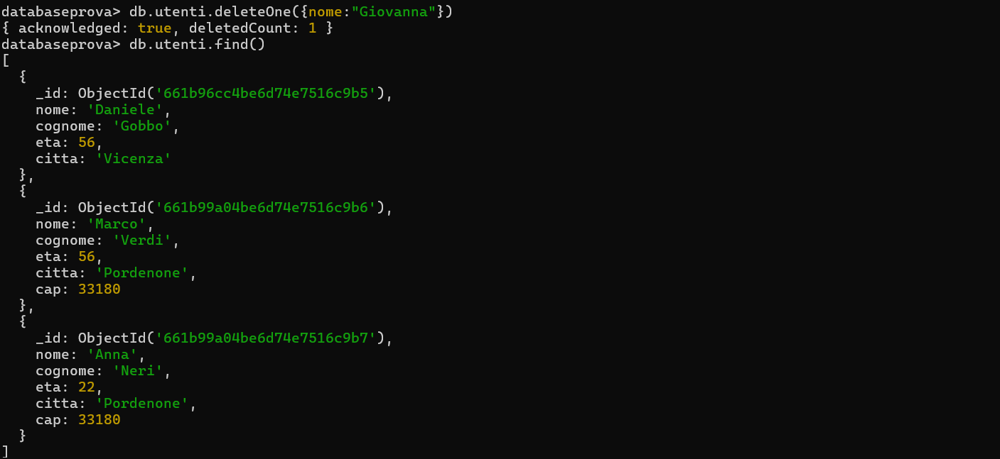 databaseprova> db.utenti.deleteOne({nome:"Giovanna"})
{ acknowledged: true, deletedCount: 1 }
databaseprova> db.utenti.find()
[
  {
    _id: ObjectId('661b96cc4be6d74e7516c9b5'),
    nome: 'Daniele',
    cognome: 'Gobbo',
    eta: 56,
    citta: 'Vicenza'
  },
  {
    _id: ObjectId('661b99a04be6d74e7516c9b6'),
    nome: 'Marco',
    cognome: 'Verdi',
    eta: 56,
    citta: 'Pordenone',
    cap: 33180
  },
  {
    _id: ObjectId('661b99a04be6d74e7516c9b7'),
    nome: 'Anna',
    cognome: 'Neri',
    eta: 22,
    citta: 'Pordenone',
    cap: 33180
  }
]